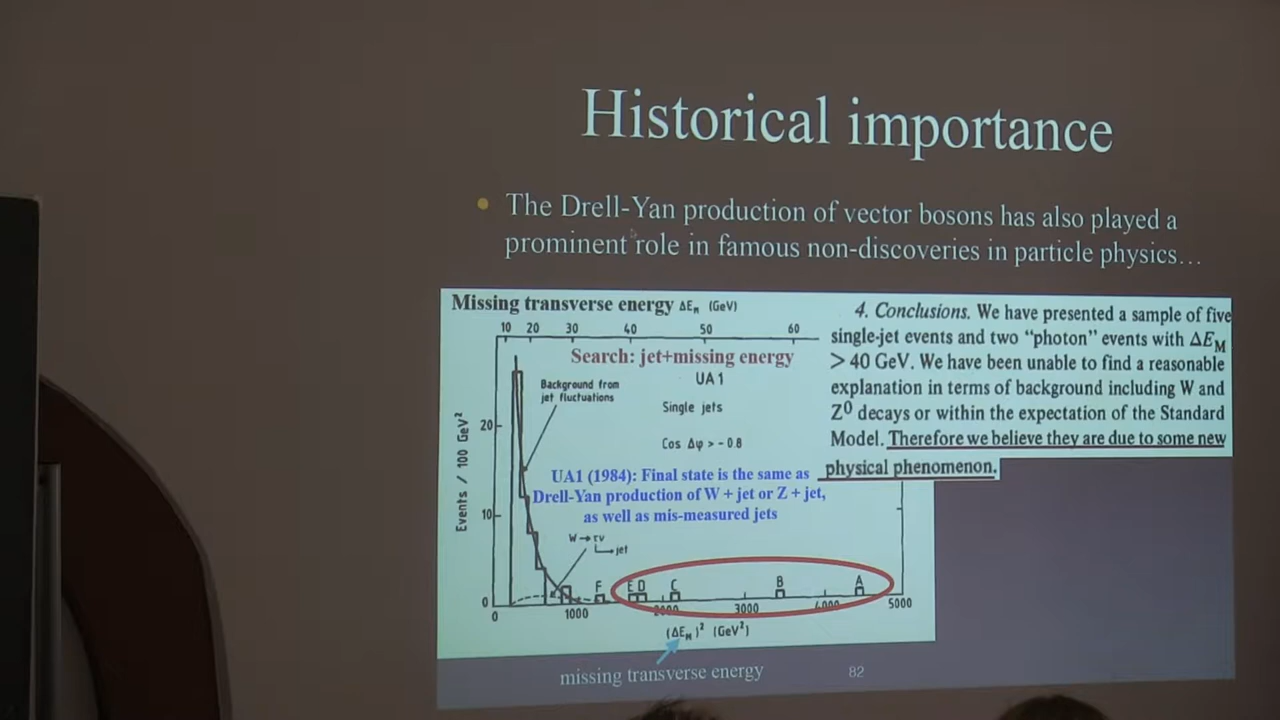 Historical importance
• The Drell-Yan production of vector bosons has also played a
prominent role in famous non-discoveries in particle physics…
Missing transverse energy ΔE_M (GeV)
10 20 30 40 50 60
Search: jet+missing energy
UA1
Background from
jet fluctuations
Single jets
Cos Δφ > - 0.8
Events / 100 GeV²
20
10
0
UA1 (1984): Final state is the same as
Drell-Yan production of W + jet or Z + jet,
as well as mis-measured jets
W → τν
jet
F E D C B A
0 1000 2000 3000 4000 5000
(ΔE_M)² (GeV²)
missing transverse energy
4. Conclusions. We have presented a sample of five
single-jet events and two “photon” events with ΔE_M
> 40 GeV. We have been unable to find a reasonable
explanation in terms of background including W and
Z⁰ decays or within the expectation of the Standard
Model. Therefore we believe they are due to some new
physical phenomenon.
82